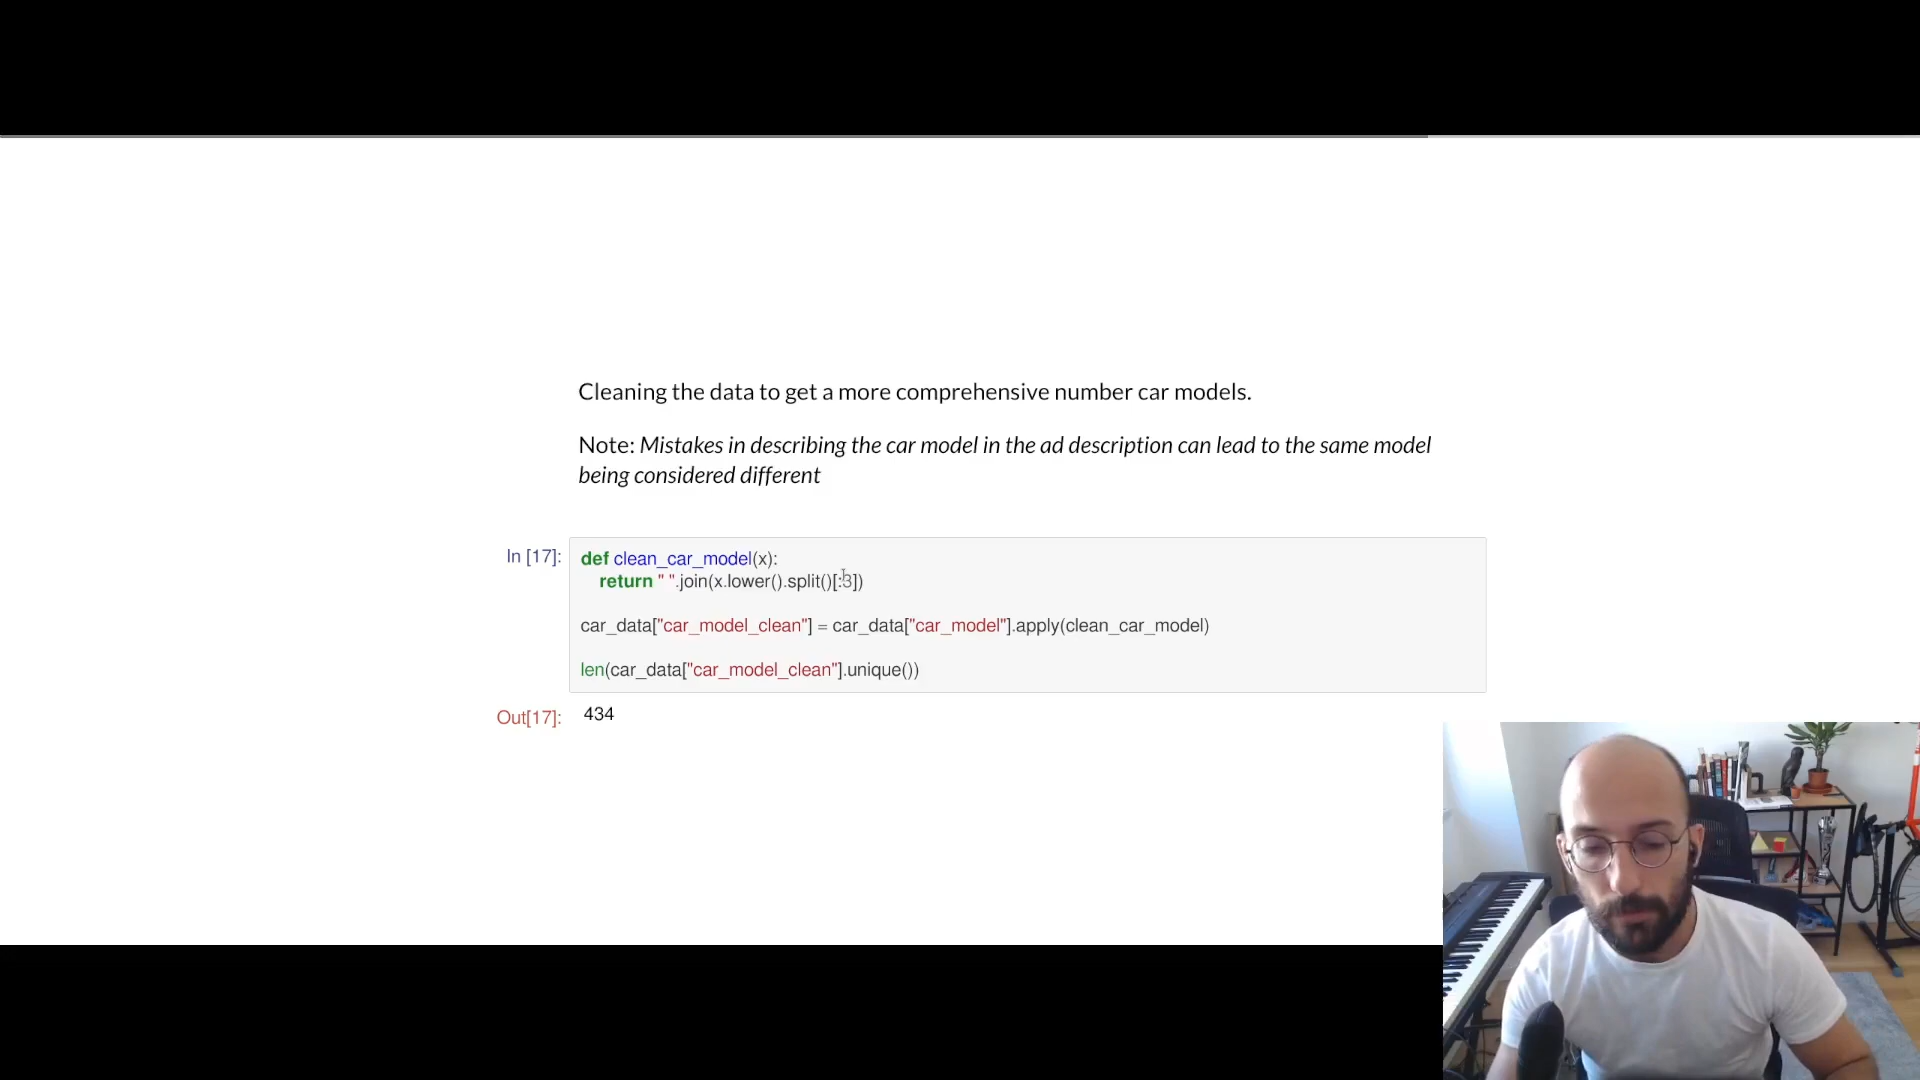 Cleaning the data to get a more comprehensive number car models.
Note: Mistakes in describing the car model in the ad description can lead to the same model
being considered different
In [17]:
def clean_car_model(x):
return " ".join(x.lower().split()[:3])
car_data["car_model_clean"] = car_data["car_model"].apply(clean_car_model)
len(car_data["car_model_clean"].unique())
Out[17]:
434